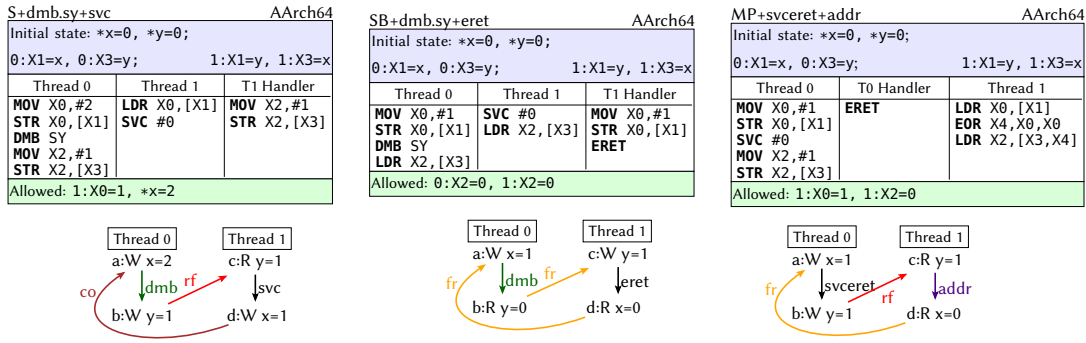 S+dmb.sy+svc AArch64
Initial state: *x=0, *y=0;
0:X1=x, 0:X3=y; 1:X1=y, 1:X3=x
Thread 0 Thread 1 T1 Handler
MOV X0,#2 LDR X0,[X1] MOV X2,#1
STR X0,[X1] SVC #0 STR X2,[X3]
DMB SY
MOV X2,#1
STR X2,[X3]
Allowed: 1:X0=1, *x=2
Thread 0 Thread 1
a:W x=2 c:R y=1
co dmb rf svc
b:W y=1 d:W x=1
SB+dmb.sy+eret AArch64
Initial state: *x=0, *y=0;
0:X1=x, 0:X3=y; 1:X1=y, 1:X3=x
Thread 0 Thread 1 T1 Handler
MOV X0,#1 SVC #0 MOV X0,#1
STR X0,[X1] LDR X2,[X3] STR X0,[X1]
DMB SY ERET
LDR X2,[X3]
Allowed: 0:X2=0, 1:X2=0
Thread 0 Thread 1
a:W x=1 c:W y=1
fr dmb fr eret
b:R y=0 d:R x=0
MP+svceret+addr AArch64
Initial state: *x=0, *y=0;
0:X1=x, 0:X3=y; 1:X1=y, 1:X3=x
Thread 0 T0 Handler Thread 1
MOV X0,#1 ERET LDR X0,[X1]
STR X0,[X1] EOR X4,X0,X0
SVC #0 LDR X2,[X3,X4]
MOV X2,#1
STR X2,[X3]
Allowed: 1:X0=1, 1:X2=0
Thread 0 Thread 1
a:W x=1 c:R y=1
fr svceret rf addr
b:W y=1 d:R x=0